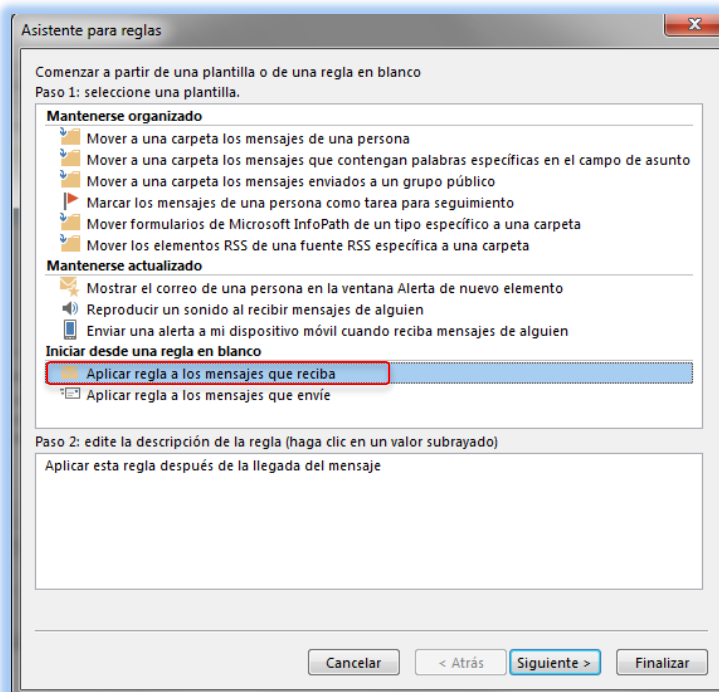 Asistente para reglas
Comenzar a partir de una plantilla o de una regla en blanco
Paso 1: seleccione una plantilla.
Mantenerse organizado
Mover a una carpeta los mensajes de una persona
Mover a una carpeta los mensajes que contengan palabras específicas en el campo de asunto
Mover a una carpeta los mensajes enviados a un grupo público
Marcar los mensajes de una persona como tarea para seguimiento
Mover formularios de Microsoft InfoPath de un tipo específico a una carpeta
Mover los elementos RSS de una fuente RSS específica a una carpeta
Mantenerse actualizado
Mostrar el correo de una persona en la ventana Alerta de nuevo elemento
Reproducir un sonido al recibir mensajes de alguien
Enviar una alerta a mi dispositivo móvil cuando reciba mensajes de alguien
Iniciar desde una regla en blanco
Aplicar regla a los mensajes que reciba
Aplicar regla a los mensajes que envíe
Paso 2: edite la descripción de la regla (haga clic en un valor subrayado)
Aplicar esta regla después de la llegada del mensaje
Cancelar < Atrás Siguiente > Finalizar